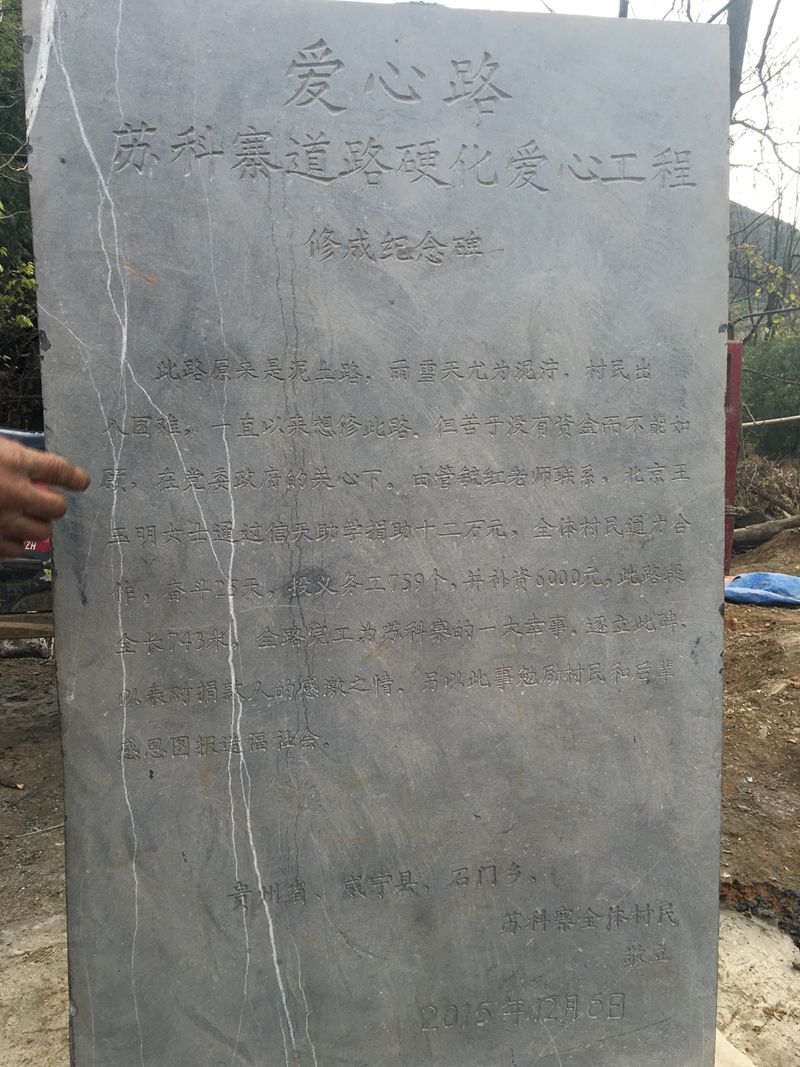 爱心路
苏科寨道路硬化爱心工程
修成纪念碑
此路原来是泥土路，雨雪天尤为泥泞，村民出
入困难，一直以来想修此路，但苦于没有资金而不能如
愿，在党委政府的关心下。由管毓红老师联系，北京王
玉明女士通过信天助学捐助十二万元，全体村民通力合
作，奋斗26天，投义务工759个，并补资6000元，此路段
全长743米，全路完工为苏科寨的一大幸事。逐立此碑，
以表对捐款人的感激之情，另以此事勉励村民和后辈
感恩图报造福社会。
贵州省、威宁县、石门乡、
苏科寨全体村民
敬立
2015年12月6日
ZH